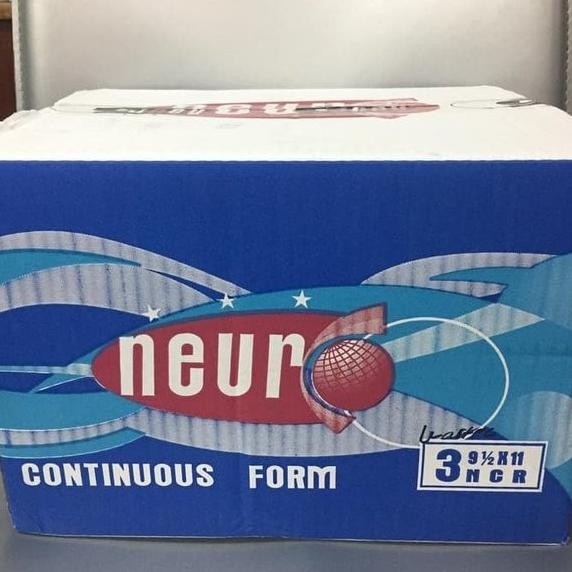 neuro
CONTINUOUS FORM
3 9½X11
NCR